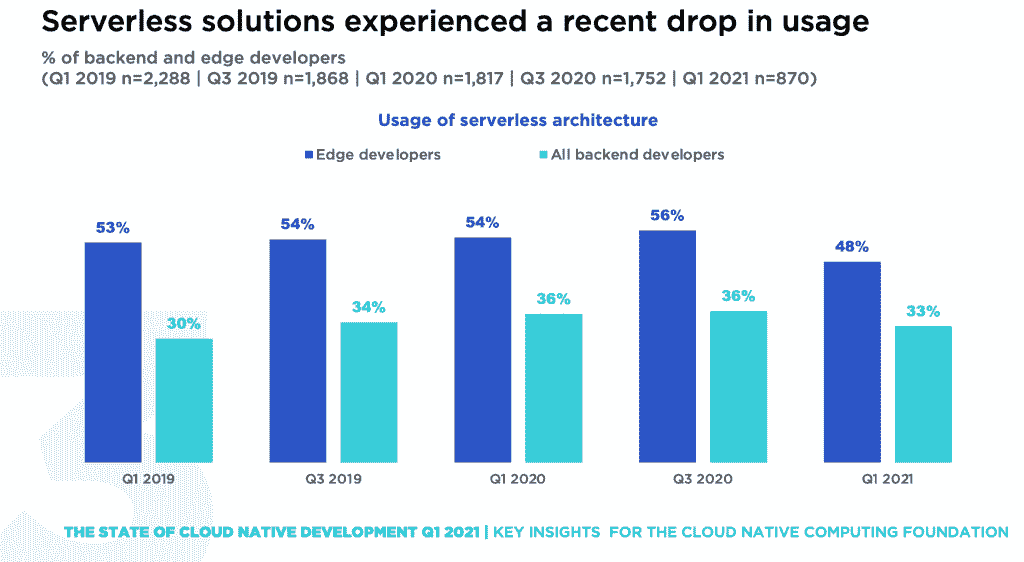 Serverless solutions experienced a recent drop in usage
% of backend and edge developers
(Q1 2019 n=2,288 | Q3 2019 n=1,868 | Q1 2020 n=1,817 | Q3 2020 n=1,752 | Q1 2021 n=870)
Usage of serverless architecture
Edge developers All backend developers
53% 30% 54% 34% 54% 36% 56% 36% 48% 33%
Q1 2019 Q3 2019 Q1 2020 Q3 2020 Q1 2021
THE STATE OF CLOUD NATIVE DEVELOPMENT Q1 2021 | KEY INSIGHTS FOR THE CLOUD NATIVE COMPUTING FOUNDATION
3